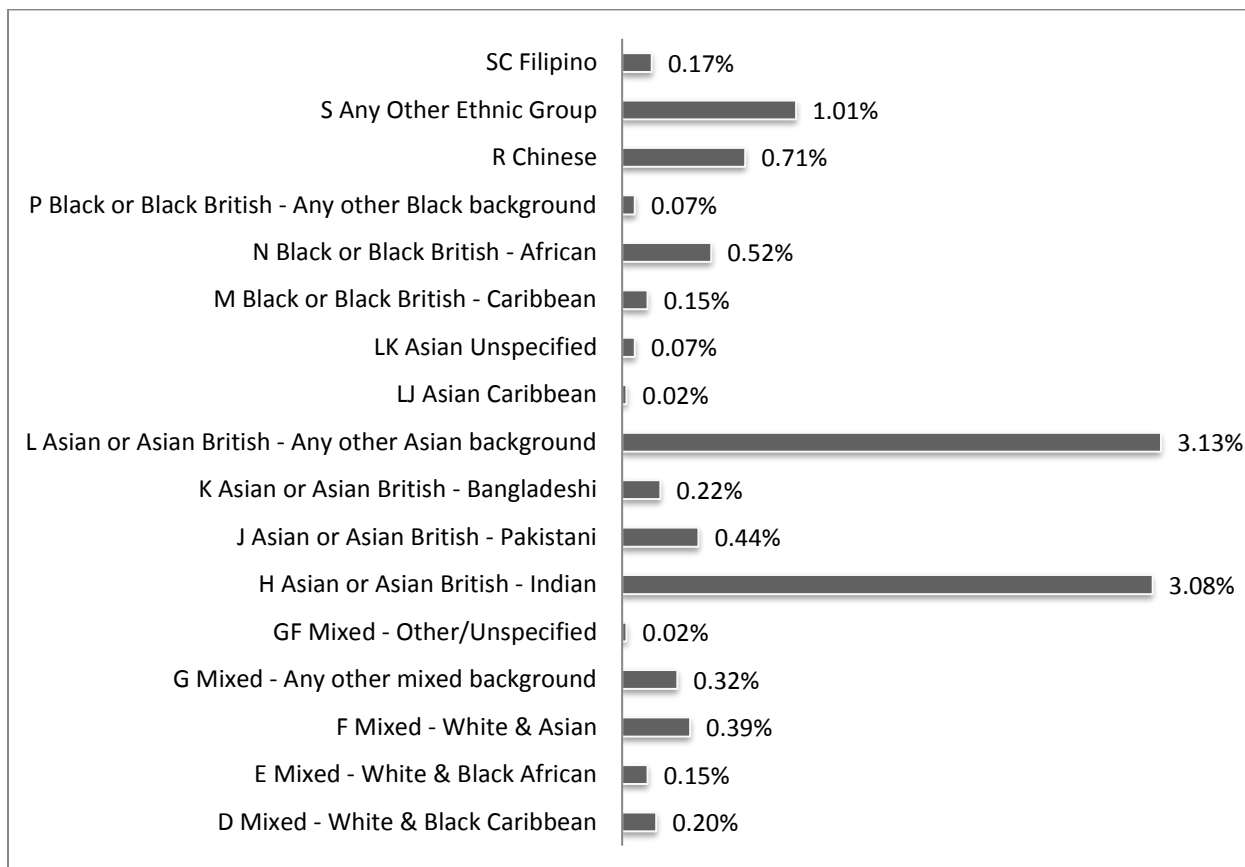 SC Filipino 0.17%
S Any Other Ethnic Group 1.01%
R Chinese 0.71%
P Black or Black British - Any other Black background 0.07%
N Black or Black British - African 0.52%
M Black or Black British - Caribbean 0.15%
LK Asian Unspecified 0.07%
LJ Asian Caribbean 0.02%
L Asian or Asian British - Any other Asian background 3.13%
K Asian or Asian British - Bangladeshi 0.22%
J Asian or Asian British - Pakistani 0.44%
H Asian or Asian British - Indian 3.08%
GF Mixed - Other/Unspecified 0.02%
G Mixed - Any other mixed background 0.32%
F Mixed - White & Asian 0.39%
E Mixed - White & Black African 0.15%
D Mixed - White & Black Caribbean 0.20%